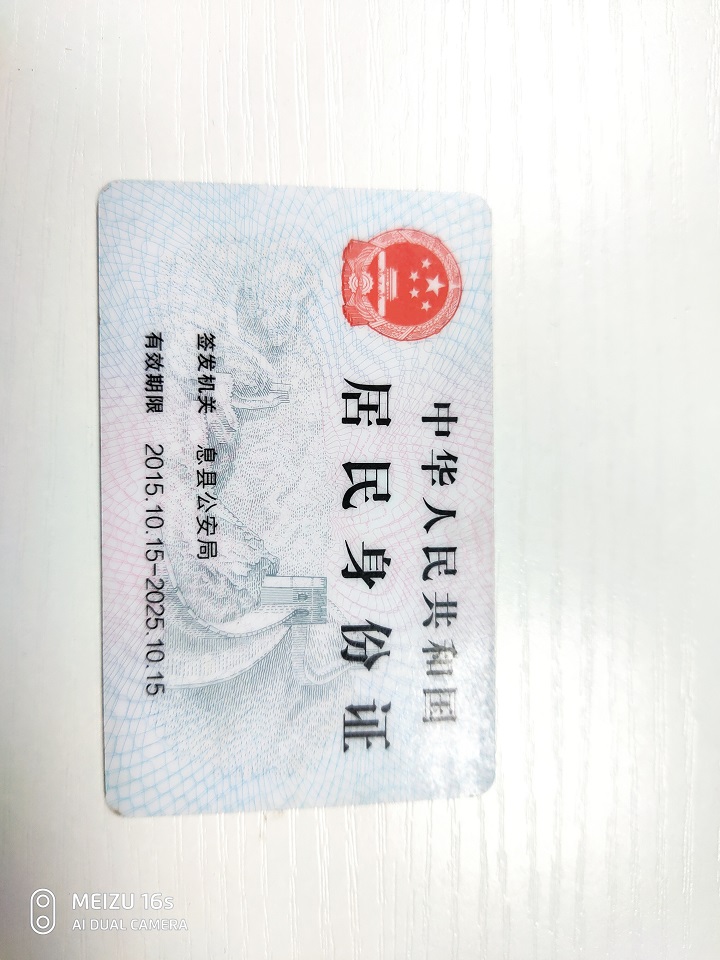 中华人民共和国
居民身份证
签发机关 息县公安局
有效期限 2015.10.15-2025.10.15
MEIZU 16s
AI DUAL CAMERA